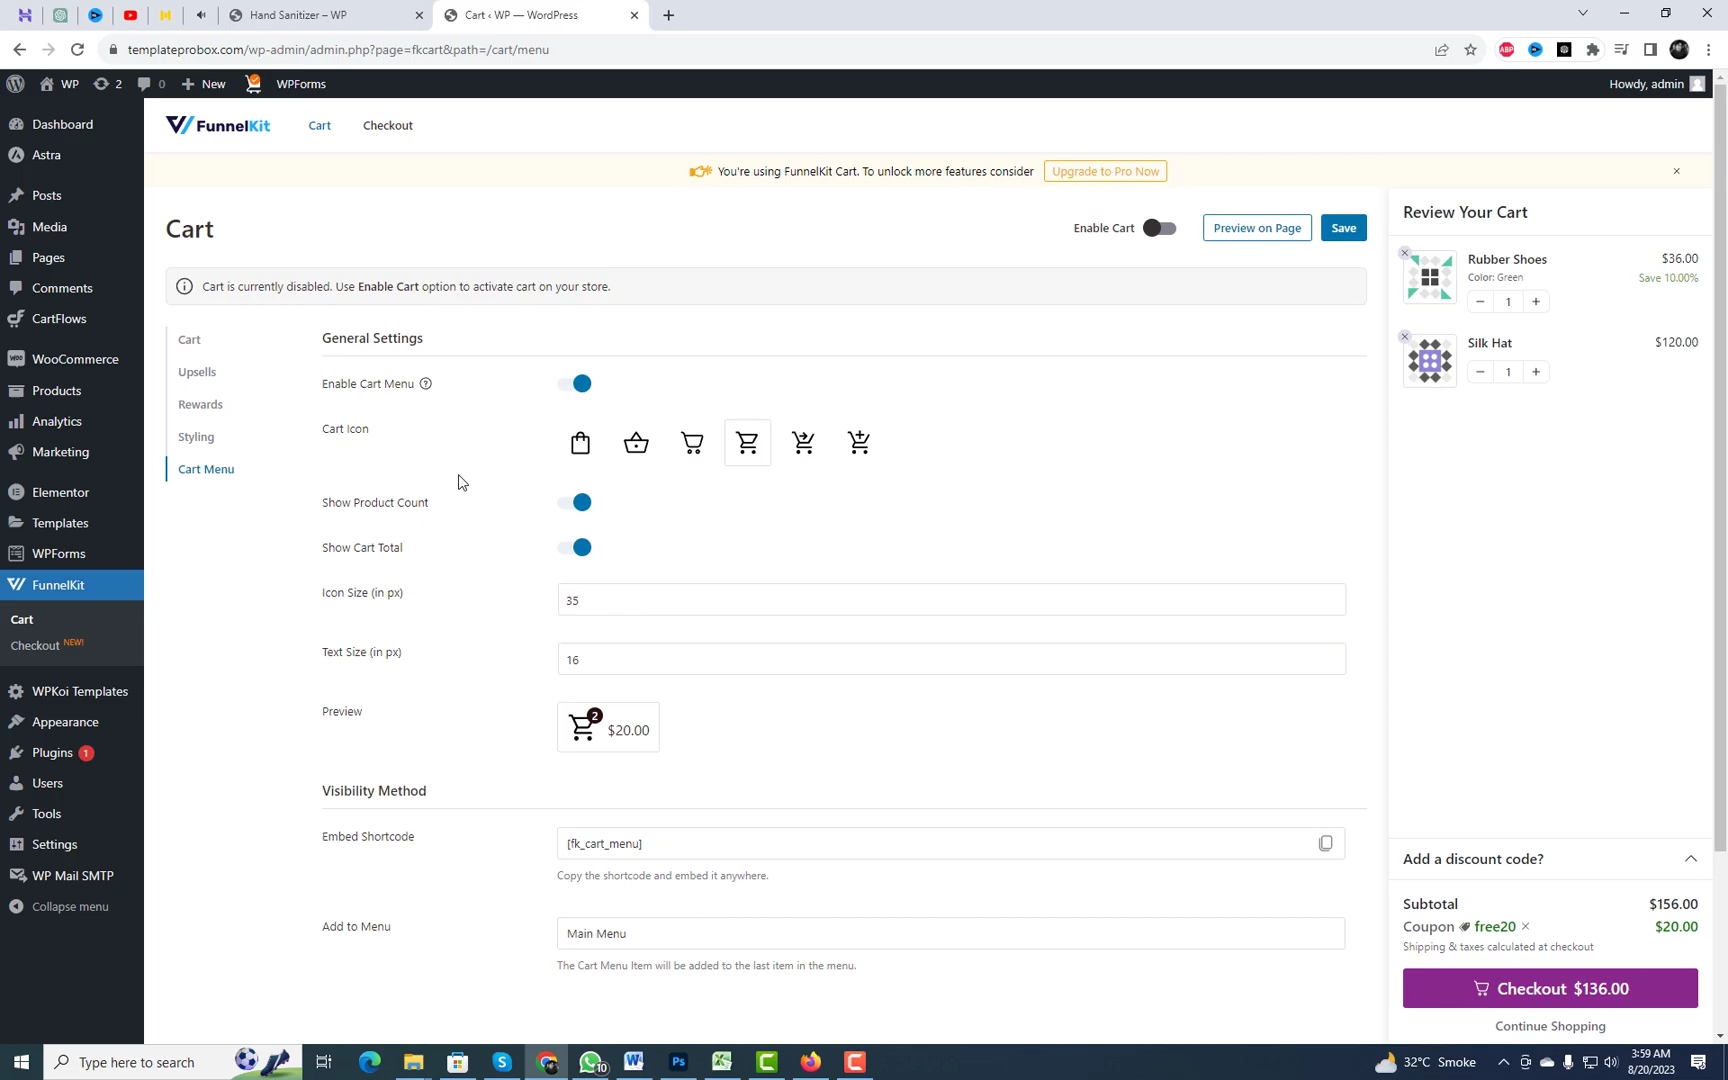 Hand Sanitizer – WP
Cart ‹ WP — WordPress
templateprobox.com/wp-admin/admin.php?page=fkcart&path=/cart/menu
ABP
WP
2
0
New
WPForms
Howdy, admin
Dashboard
Astra
Posts
Media
Pages
Comments
CartFlows
WooCommerce
Products
Analytics
Marketing
Elementor
Templates
WPForms
FunnelKit
Cart
Checkout NEW!
WPKoi Templates
Appearance
Plugins 1
Users
Tools
Settings
WP Mail SMTP
Collapse menu
FunnelKit
Cart
Checkout
You're using FunnelKit Cart. To unlock more features consider
Upgrade to Pro Now
Cart
Enable Cart
Preview on Page
Save
Cart is currently disabled. Use Enable Cart option to activate cart on your store.
Cart
Upsells
Rewards
Styling
Cart Menu
General Settings
Enable Cart Menu
Cart Icon
Show Product Count
Show Cart Total
Icon Size (in px)
35
Text Size (in px)
16
Preview
2
$20.00
Visibility Method
Embed Shortcode
[fk_cart_menu]
Copy the shortcode and embed it anywhere.
Add to Menu
Main Menu
The Cart Menu Item will be added to the last item in the menu.
Review Your Cart
Rubber Shoes
$36.00
Color: Green
Save 10.00%
1
Silk Hat
$120.00
1
Add a discount code?
Subtotal
$156.00
Coupon free20
$20.00
Shipping & taxes calculated at checkout
Checkout $136.00
Continue Shopping
Type here to search
10
32°C Smoke
3:59 AM
8/20/2023